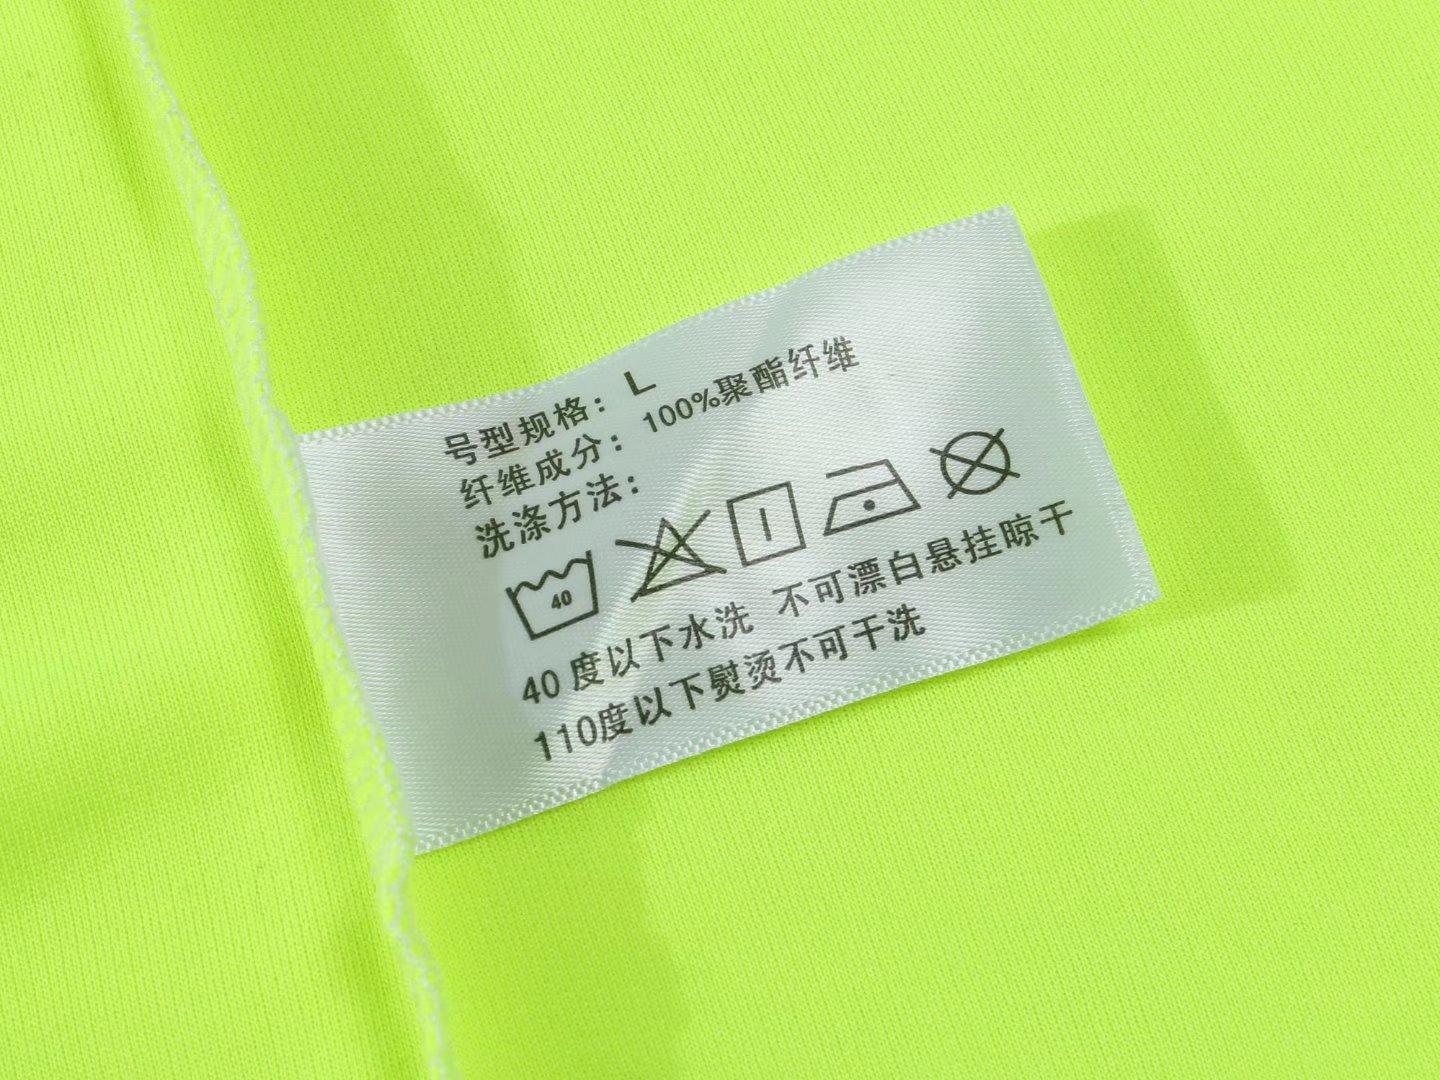 号型规格：L
纤维成分：100%聚酯纤维
洗涤方法：
40
40度以下水洗 不可漂白悬挂晾干
110度以下熨烫不可干洗